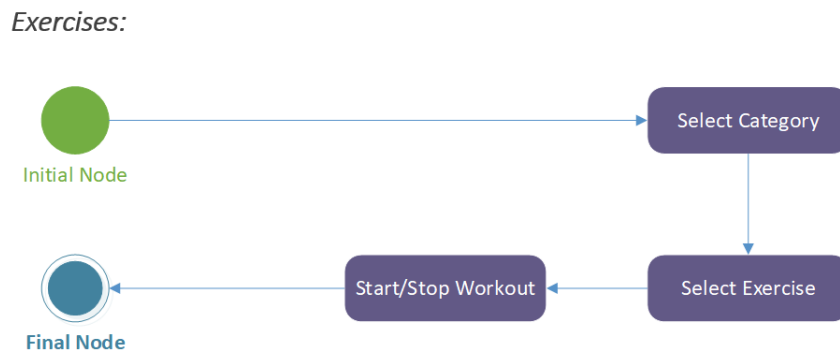 Exercises:
Select Category
Initial Node
Start/Stop Workout
Select Exercise
Final Node